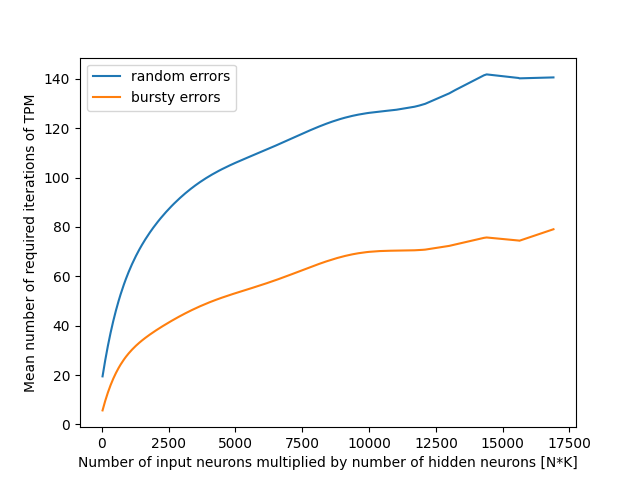 random errors
bursty errors
Mean number of required iterations of TPM
140
120
100
80
60
40
20
0
0 2500 5000 7500 10000 12500 15000 17500
Number of input neurons multiplied by number of hidden neurons [N*K]